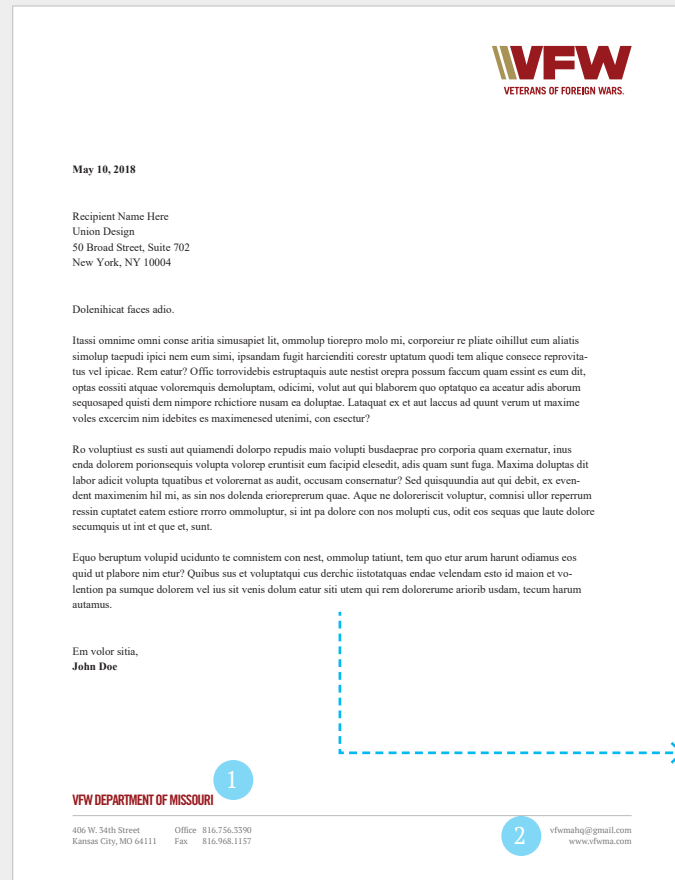 VFW
VETERANS OF FOREIGN WARS.
May 10, 2018
Recipient Name Here
Union Design
50 Broad Street, Suite 702
New York, NY 10004
Dolenihicat faces adio.
Itassi omnime omni conse aritia simusapiet lit, ommolup tiorepro molo mi, corporeiur re pliate oihillut eum aliatis
simolup taepudi ipici nem eum simi, ipsandam fugit harcienditi corestr uptatum quodi tem alique consece reprovita-
tus vel ipicae. Rem eatur? Offic torrovidebis estruptaquis aute nestist orepra possum faccum quam essint es eum dit,
optas eossiti atquae voloremquis demoluptam, odicimi, volut aut qui blaborem quo optatquo ea aceatur adis aborum
sequosaped quisti dem nimpore rchictiore nusam ea doluptae. Lataquat ex et aut laccus ad quunt verum ut maxime
voles excercim nim idebites ec maximenesed utenimi, con esectur?
Ro voluptiust es susti aut quiamendi dolorpo repudis maio volupti busdaeprae pro corporia quam exernatur, inus
enda dolorem porionsequis volupta volorep eruntisit eum facipid elesedit, adis quam sunt fuga. Maxima doluptas dit
labor adicit volupta tquatibus et volorernat as audit, occusam consernatur? Sed quisquundia aut qui debit, ex even-
dent maximenim hil mi, as sin nos dolenda erioreprerum quae. Aque ne doloreriscit voluptur, comnisi ullor reperrum
ressin cuptatet eatem estiore rrorro ommoluptur, si int pa dolore con nos molupti cus, odit eos sequas que laute dolore
secumquis ut int et que et, sunt.
Equo beruptum volupid ucidunto te comnistem con nest, ommolup tatiunt, tem quo etur arum harunt odiamus eos
quid ut plabore nim etur? Quibus sus et voluptatqui cus derchic iistotatquas endae velendam esto id maion et vo-
lention pa sumque dolorem vel ius sit venis dolum eatur siti utem qui rem dolorerume ariorib usdam, tecum harum
autamus.
Em volor sitia,
John Doe
1
VFW DEPARTMENT OF MISSOURI
406 W. 34th Street Office 816.756.3390
Kansas City, MO 64111 Fax 816.968.1157
2
vfwmahq@gmail.com
www.vfwma.com